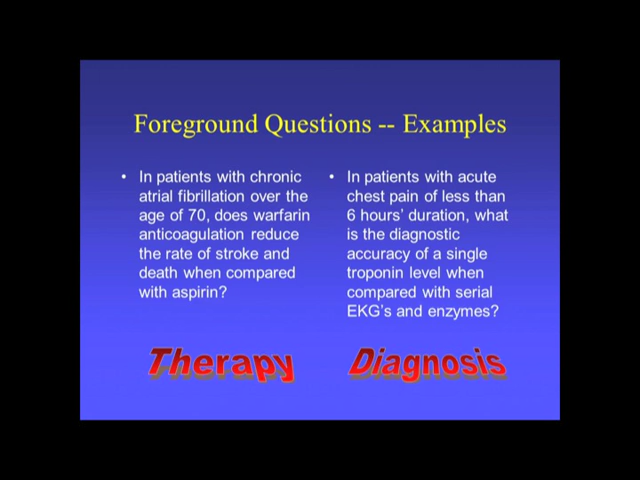 Foreground Questions -- Examples
• In patients with chronic
atrial fibrillation over the
age of 70, does warfarin
anticoagulation reduce
the rate of stroke and
death when compared
with aspirin?
• In patients with acute
chest pain of less than
6 hours' duration, what
is the diagnostic
accuracy of a single
troponin level when
compared with serial
EKG's and enzymes?
Therapy
Diagnosis